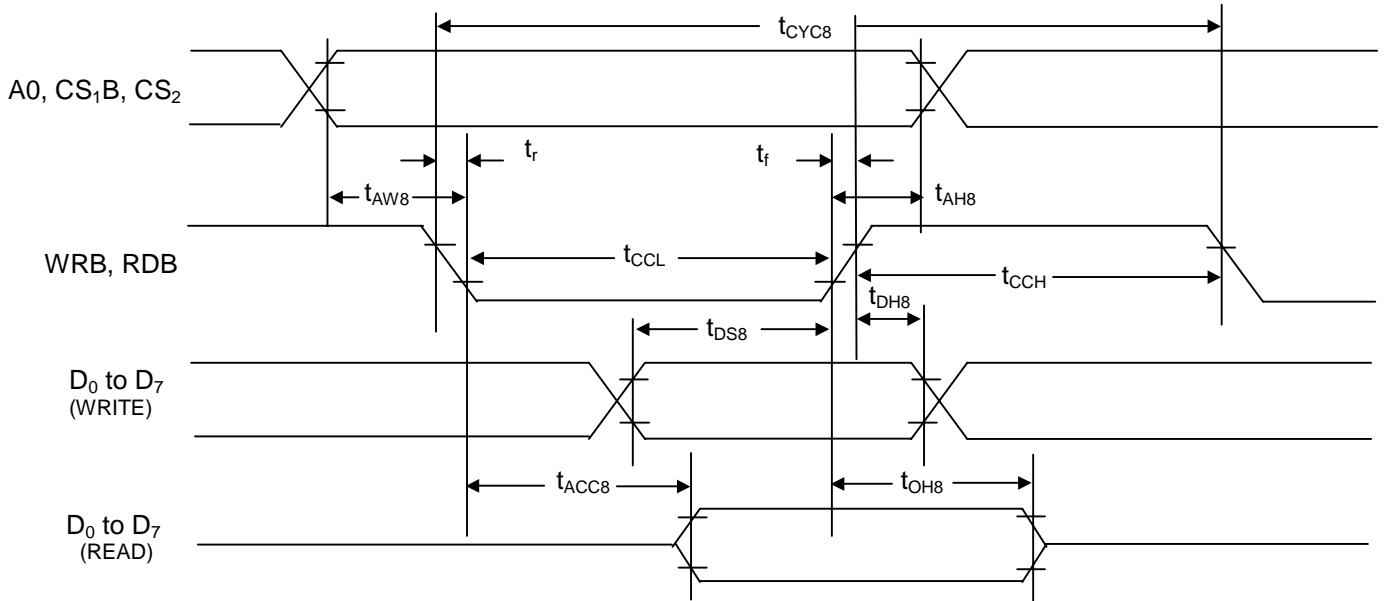 tCYC8
A0, CS1B, CS2
tr
tf
tAW8
tAH8
WRB, RDB
tCCL
tCCH
tDH8
tDS8
D0 to D7
(WRITE)
tACC8
tOH8
D0 to D7
(READ)